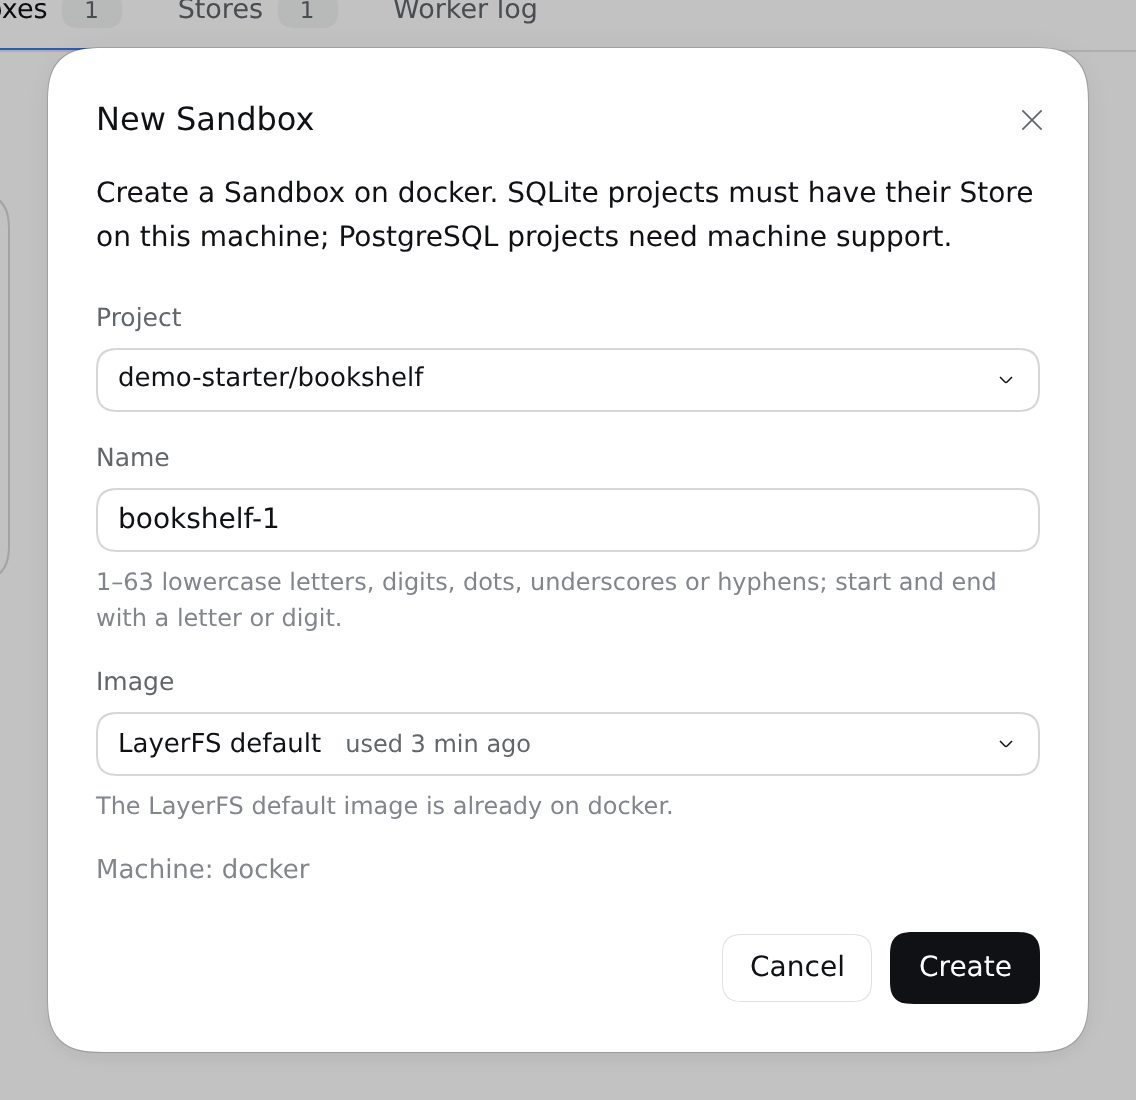 oxes 1 Stores 1 Worker log
New Sandbox
Create a Sandbox on docker. SQLite projects must have their Store
on this machine; PostgreSQL projects need machine support.
Project
demo-starter/bookshelf
Name
bookshelf-1
1–63 lowercase letters, digits, dots, underscores or hyphens; start and end
with a letter or digit.
Image
LayerFS default used 3 min ago
The LayerFS default image is already on docker.
Machine: docker
Cancel Create